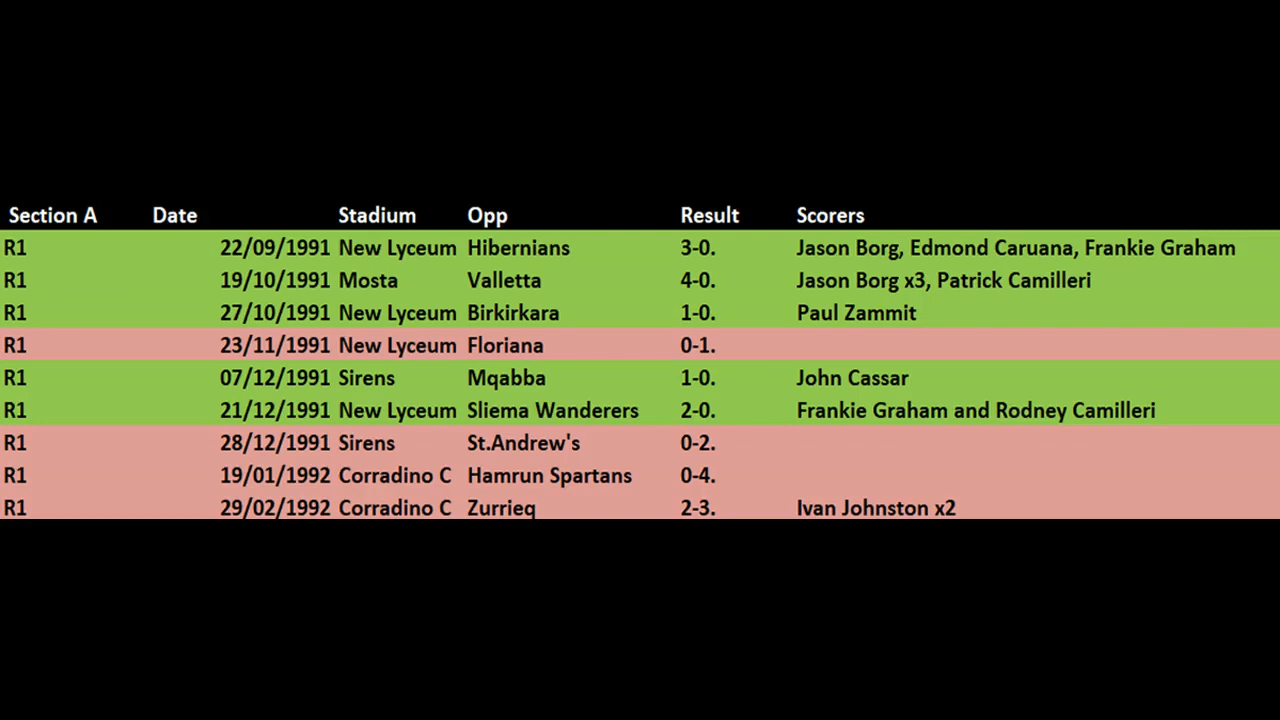 Section A Date Stadium Opp Result Scorers
R1 22/09/1991 New Lyceum Hibernians 3-0. Jason Borg, Edmond Caruana, Frankie Graham
R1 19/10/1991 Mosta Valletta 4-0. Jason Borg x3, Patrick Camilleri
R1 27/10/1991 New Lyceum Birkirkara 1-0. Paul Zammit
R1 23/11/1991 New Lyceum Floriana 0-1.
R1 07/12/1991 Sirens Mqabba 1-0. John Cassar
R1 21/12/1991 New Lyceum Sliema Wanderers 2-0. Frankie Graham and Rodney Camilleri
R1 28/12/1991 Sirens St.Andrew's 0-2.
R1 19/01/1992 Corradino C Hamrun Spartans 0-4.
R1 29/02/1992 Corradino C Zurrieq 2-3. Ivan Johnston x2